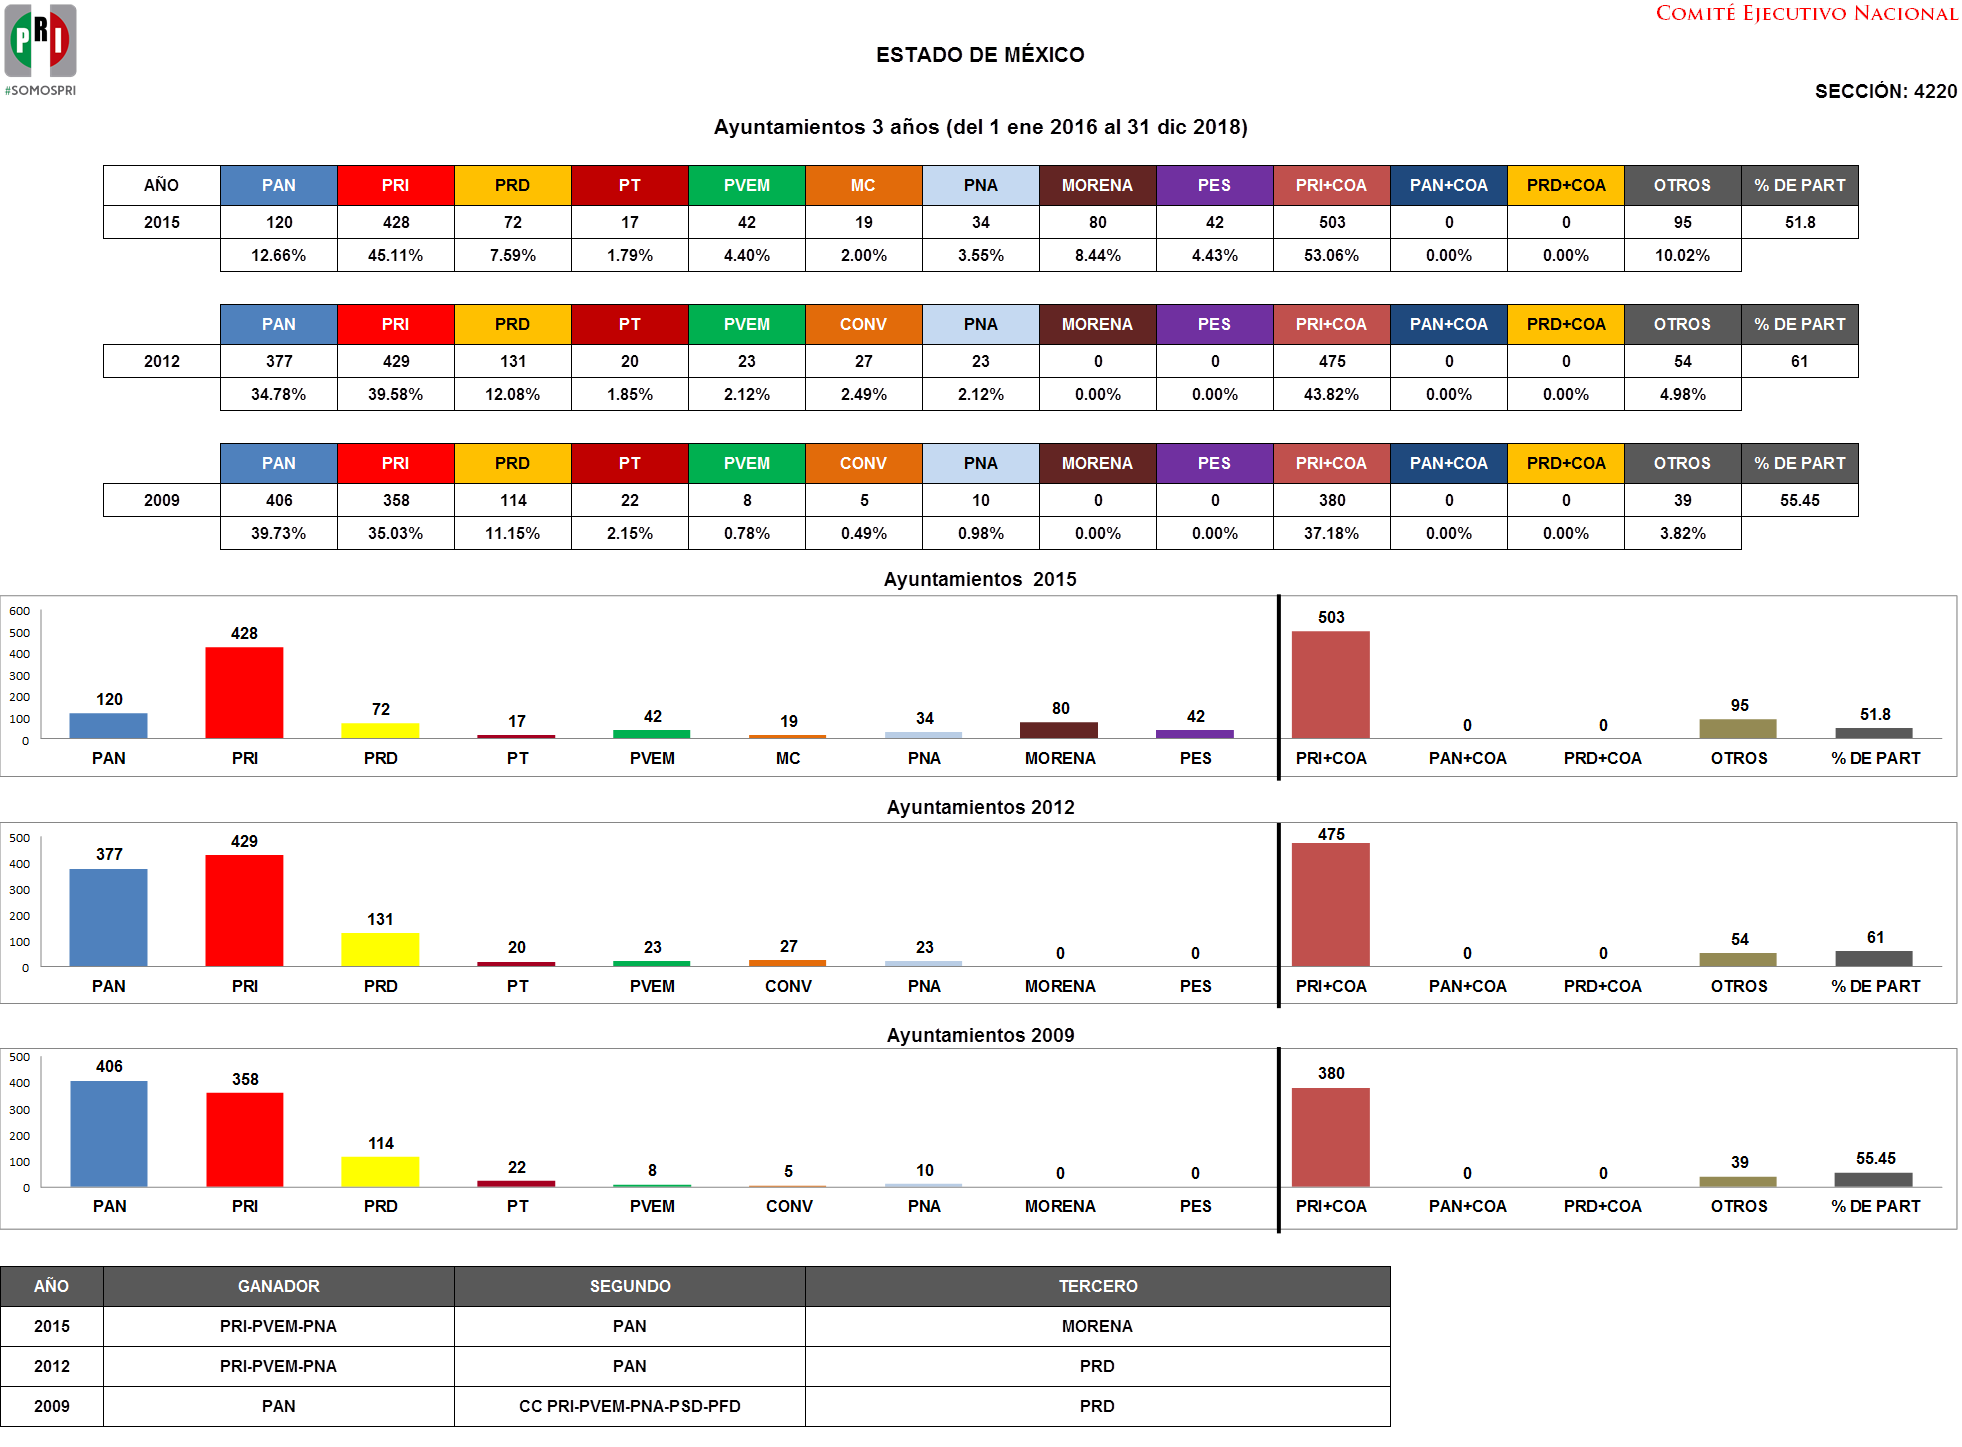 PRI
#SOMOSPRI
COMITÉ EJECUTIVO NACIONAL
ESTADO DE MÉXICO
SECCIÓN: 4220
Ayuntamientos 3 años (del 1 ene 2016 al 31 dic 2018)
AÑO PAN PRI PRD PT PVEM MC PNA MORENA PES PRI+COA PAN+COA PRD+COA OTROS % DE PART
2015 120 428 72 17 42 19 34 80 42 503 0 0 95 51.8
12.66% 45.11% 7.59% 1.79% 4.40% 2.00% 3.55% 8.44% 4.43% 53.06% 0.00% 0.00% 10.02%
PAN PRI PRD PT PVEM CONV PNA MORENA PES PRI+COA PAN+COA PRD+COA OTROS % DE PART
2012 377 429 131 20 23 27 23 0 0 475 0 0 54 61
34.78% 39.58% 12.08% 1.85% 2.12% 2.49% 2.12% 0.00% 0.00% 43.82% 0.00% 0.00% 4.98%
PAN PRI PRD PT PVEM CONV PNA MORENA PES PRI+COA PAN+COA PRD+COA OTROS % DE PART
2009 406 358 114 22 8 5 10 0 0 380 0 0 39 55.45
39.73% 35.03% 11.15% 2.15% 0.78% 0.49% 0.98% 0.00% 0.00% 37.18% 0.00% 0.00% 3.82%
Ayuntamientos 2015
600
500
400
300
200
100
0
120 428 72 17 42 19 34 80 42 503 0 0 95 51.8
PAN PRI PRD PT PVEM MC PNA MORENA PES PRI+COA PAN+COA PRD+COA OTROS % DE PART
Ayuntamientos 2012
500
400
300
200
100
0
377 429 131 20 23 27 23 0 0 475 0 0 54 61
PAN PRI PRD PT PVEM CONV PNA MORENA PES PRI+COA PAN+COA PRD+COA OTROS % DE PART
Ayuntamientos 2009
500
400
300
200
100
0
406 358 114 22 8 5 10 0 0 380 0 0 39 55.45
PAN PRI PRD PT PVEM CONV PNA MORENA PES PRI+COA PAN+COA PRD+COA OTROS % DE PART
AÑO GANADOR SEGUNDO TERCERO
2015 PRI-PVEM-PNA PAN MORENA
2012 PRI-PVEM-PNA PAN PRD
2009 PAN CC PRI-PVEM-PNA-PSD-PFD PRD